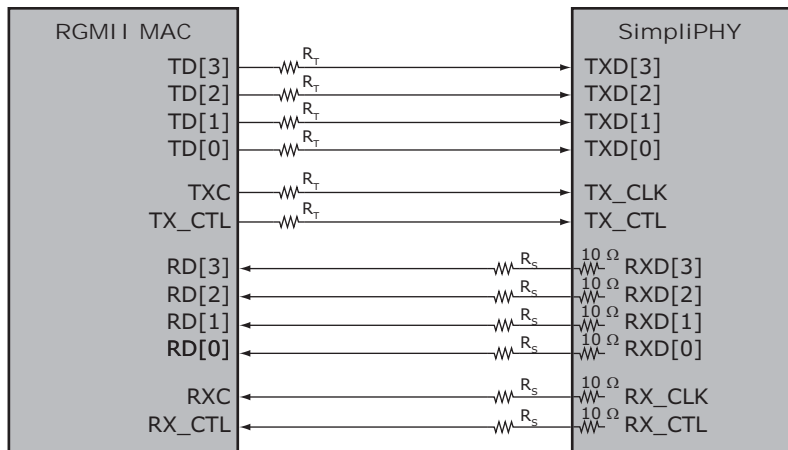 RGMII MAC SimpliPHY
TD[3] R_T TXD[3]
TD[2] R_T TXD[2]
TD[1] R_T TXD[1]
TD[0] R_T TXD[0]
TXC R_T TX_CLK
TX_CTL R_T TX_CTL
RD[3] R_S 10 Ω RXD[3]
RD[2] R_S 10 Ω RXD[2]
RD[1] R_S 10 Ω RXD[1]
RD[0] R_S 10 Ω RXD[0]
RXC R_S 10 Ω RX_CLK
RX_CTL R_S 10 Ω RX_CTL